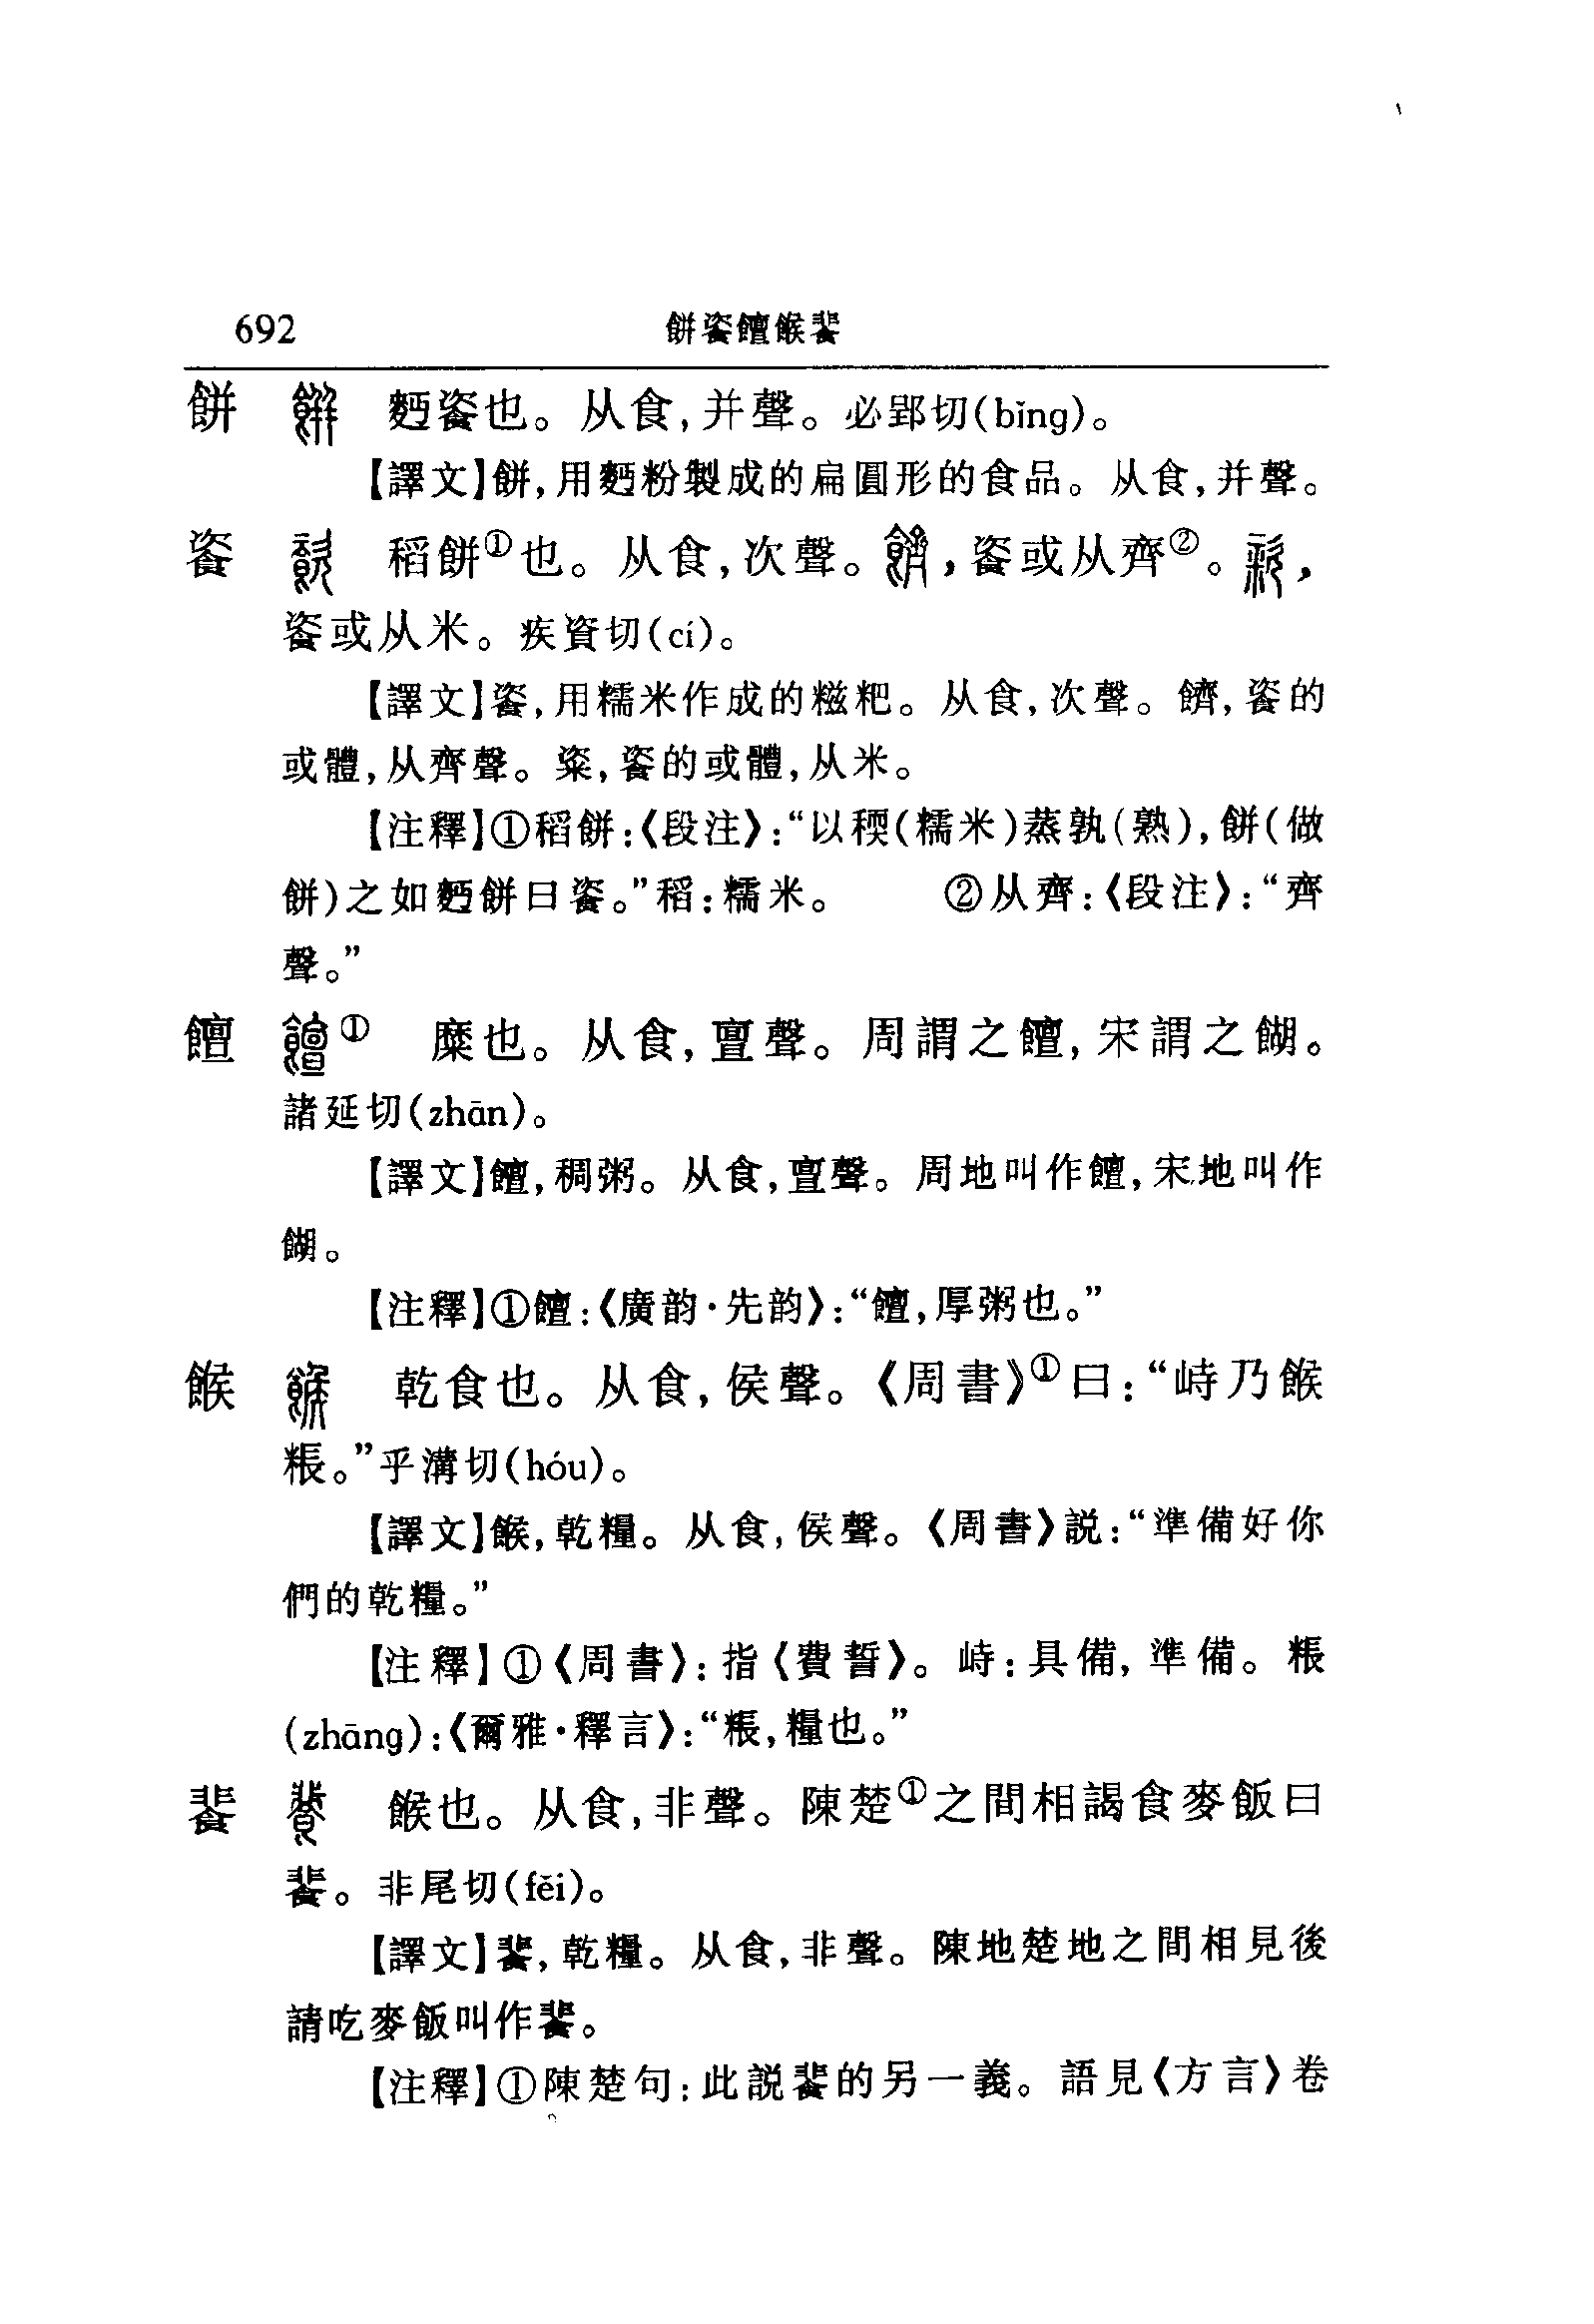 692 餅餈饘餱餥
餅 麪餈也。从食,并聲。必郢切(bǐng)。
【譯文】餅,用麪粉製成的扁圓形的食品。从食,并聲。
餈 稻餅①也。从食,次聲。,餈或从齊②。,
餈或从米。疾資切(cí)。
【譯文】餈,用糯米作成的糍粑。从食,次聲。䭣,餈的
或體,从齊聲。粢,餈的或體,从米。
【注釋】①稻餅:《段注》:“以稬(糯米)蒸孰(熟),餅(做
餅)之如麪餅曰餈。”稻:糯米。 ②从齊:《段注》:“齊
聲。”
饘 ① 糜也。从食,亶聲。周謂之饘,宋謂之餬。
諸延切(zhān)。
【譯文】饘,稠粥。从食,亶聲。周地叫作饘,宋地叫作
餬。
【注釋】①饘:《廣韵·先韵》:“饘,厚粥也。”
餱 乾食也。从食,侯聲。《周書》①曰:“峙乃餱
粻。”乎溝切(hóu)。
【譯文】餱,乾糧。从食,侯聲。《周書》説:“準備好你
們的乾糧。”
【注釋】①《周書》:指《費誓》。峙:具備,準備。粻
(zhāng):《爾雅·釋言》:“粻,糧也。”
餥 餱也。从食,非聲。陳楚①之間相謁食麥飯曰
餥。非尾切(fěi)。
【譯文】餥,乾糧。从食,非聲。陳地楚地之間相見後
請吃麥飯叫作餥。
【注釋】①陳楚句:此説餥的另一義。語見《方言》卷